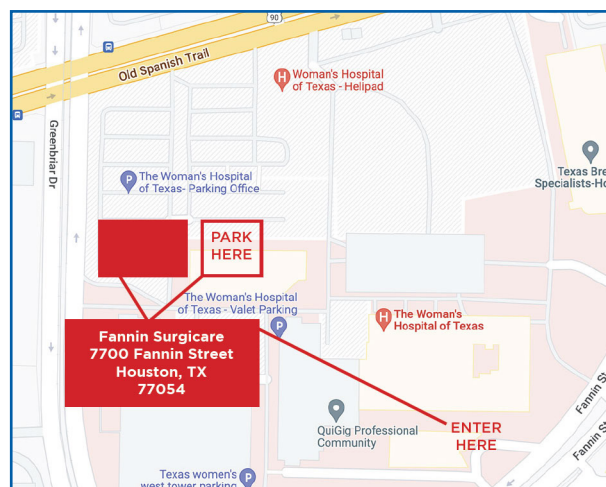 90
Old Spanish Trail
Woman's Hospital
of Texas - Helipad
Greenbriar Dr
P
The Woman's Hospital
of Texas- Parking Office
H
Texas Bre
Specialists-Ho
PARK
HERE
The Woman's Hospital
of Texas - Valet Parking
P
H
The Woman's
Hospital of Texas
Fannin Surgicare
7700 Fannin Street
Houston, TX
77054
ENTER
HERE
QuiGig Professional
Community
Fannin St
Fannin S
Texas women's
west tower parking
P